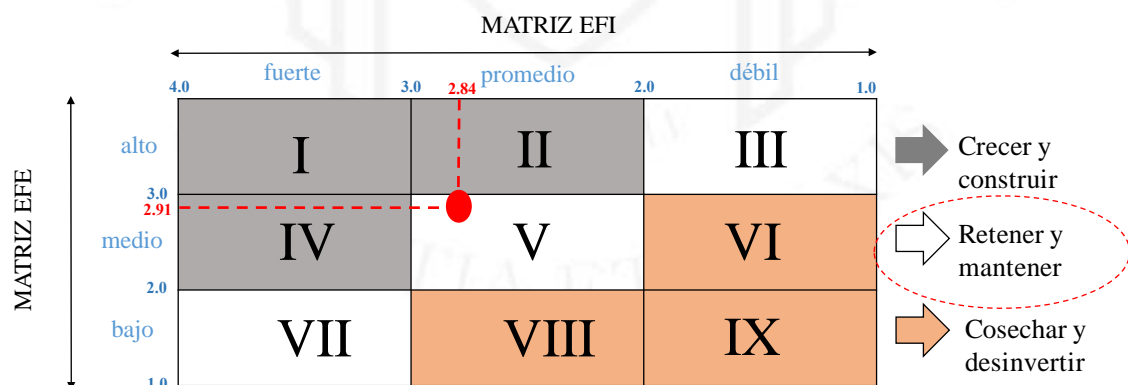 MATRIZ EFI
fuerte
promedio
débil
4.0
3.0
2.84
2.0
1.0
MATRIZ EFE
alto
I
II
III
Crecer y
construir
3.0
2.91
medio
IV
V
VI
Retener y
mantener
2.0
bajo
VII
VIII
IX
Cosechar y
desinvertir
1.0